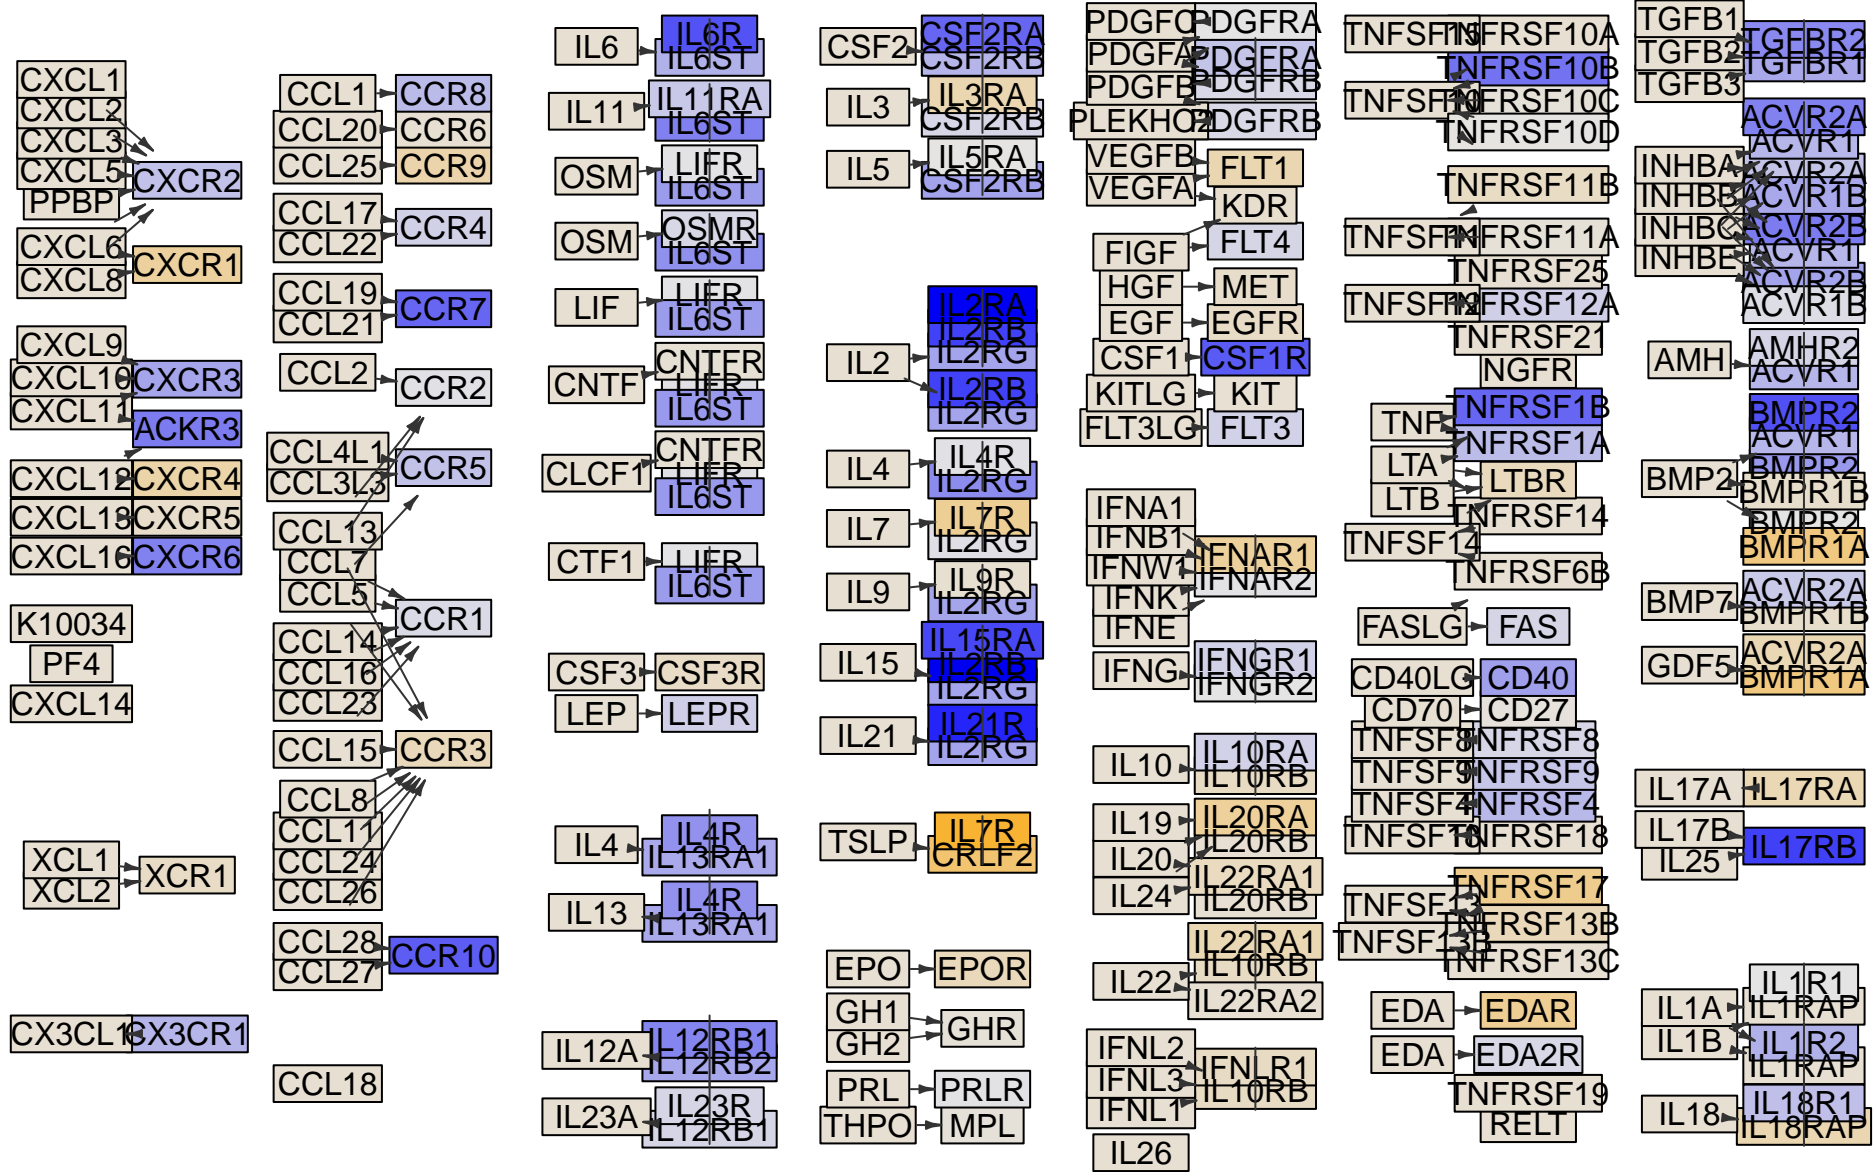 CXCL1
CXCL2
CXCL3
CXCL5
PPBP
CXCR2
CXCL6
CXCL8
CXCR1
CXCL9
CXCL10
CXCL11
CXCR3
ACKR3
CXCL12
CXCR4
CXCL13
CXCR5
CXCL16
CXCR6
K10034
PF4
CXCL14
XCL1
XCL2
XCR1
CX3CL1
CX3CR1
CCL1
CCR8
CCL20
CCR6
CCL25
CCR9
CCL17
CCL22
CCR4
CCL19
CCL21
CCR7
CCL2
CCR2
CCL4L1
CCL3L3
CCR5
CCL13
CCL7
CCL5
CCR1
CCL14
CCL16
CCL23
CCL15
CCR3
CCL8
CCL11
CCL24
CCL26
CCL28
CCL27
CCR10
CCL18
IL6
IL6R
IL6ST
IL11
IL11RA
IL6ST
OSM
LIFR
IL6ST
OSM
OSMR
IL6ST
LIF
LIFR
IL6ST
CNTF
CNTFR
LIFR
IL6ST
CLCF1
CNTFR
LIFR
IL6ST
CTF1
LIFR
IL6ST
CSF3
CSF3R
LEP
LEPR
IL4
IL4R
IL13RA1
IL13
IL4R
IL13RA1
IL12A
IL12RB1
IL12RB2
IL23A
IL23R
IL12RB1
CSF2
CSF2RA
CSF2RB
IL3
IL3RA
CSF2RB
IL5
IL5RA
CSF2RB
IL2
IL2RA
IL2RB
IL2RG
IL2RB
IL2RG
IL4
IL4R
IL2RG
IL7
IL7R
IL2RG
IL9
IL9R
IL2RG
IL15
IL15RA
IL2RB
IL2RG
IL21
IL21R
IL2RG
TSLP
IL7R
CRLF2
EPO
EPOR
GH1
GH2
GHR
PRL
PRLR
THPO
MPL
PDGFC
PDGFRA
PDGFA
PDGFRA
PDGFB
PDGFRB
PLEKHO2
PDGFRB
VEGFB
VEGFA
FLT1
KDR
FIGF
FLT4
HGF
MET
EGF
EGFR
CSF1
CSF1R
KITLG
KIT
FLT3LG
FLT3
IFNA1
IFNB1
IFNW1
IFNK
IFNE
IFNAR1
IFNAR2
IFNG
IFNGR1
IFNGR2
IL10
IL10RA
IL10RB
IL19
IL20
IL24
IL20RA
IL20RB
IL22RA1
IL20RB
IL22
IL22RA1
IL10RB
IL22RA2
IFNL2
IFNL3
IFNL1
IFNLR1
IL10RB
IL26
TNFSF15
TNFRSF10A
TNFRSF10B
TNFSF10
TNFRSF10C
TNFRSF10D
TNFRSF11B
TNFSF11
TNFRSF11A
TNFRSF25
TNFSF12
TNFRSF12A
TNFRSF21
NGFR
TNF
TNFRSF1B
TNFRSF1A
LTA
LTB
LTBR
TNFRSF14
TNFSF14
TNFRSF6B
FASLG
FAS
CD40LG
CD40
CD70
CD27
TNFSF8
TNFRSF8
TNFSF9
TNFRSF9
TNFSF4
TNFRSF4
TNFSF18
TNFRSF18
TNFRSF17
TNFSF13
TNFRSF13B
TNFSF13B
TNFRSF13C
EDA
EDAR
EDA
EDA2R
TNFRSF19
RELT
TGFB1
TGFB2
TGFB3
TGFBR2
TGFBR1
ACVR2A
ACVR1
INHBA
INHBB
INHBC
INHBE
ACVR2A
ACVR1B
ACVR2B
ACVR1
ACVR2B
ACVR1B
AMH
AMHR2
ACVR1
BMP2
BMPR2
ACVR1
BMPR2
BMPR1B
BMPR2
BMPR1A
BMP7
ACVR2A
BMPR1B
GDF5
ACVR2A
BMPR1A
IL17A
IL17RA
IL17B
IL25
IL17RB
IL1A
IL1B
IL1R1
IL1RAP
IL1R2
IL1RAP
IL18
IL18R1
IL18RAP